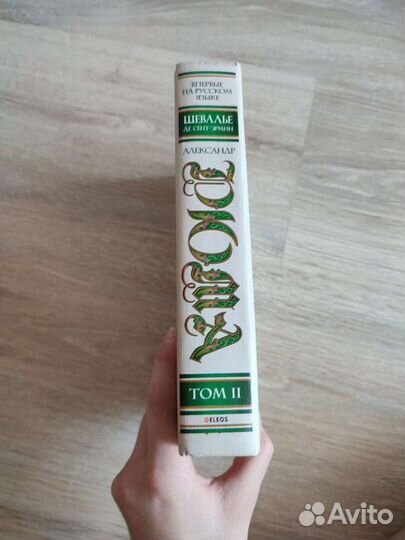 ВПЕРВЫЕ
НА РУССКОМ
ЯЗЫКЕ
ШЕВАЛЬЕ
ДЕ СЕНТ-ЭРМИН
АЛЕКСАНДР
ДЮМА
ТОМ II
GELEOS
Avito